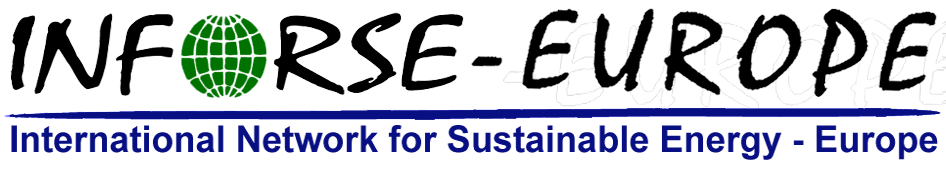 INFORSE-EUROPE
International Network for Sustainable Energy - Europe